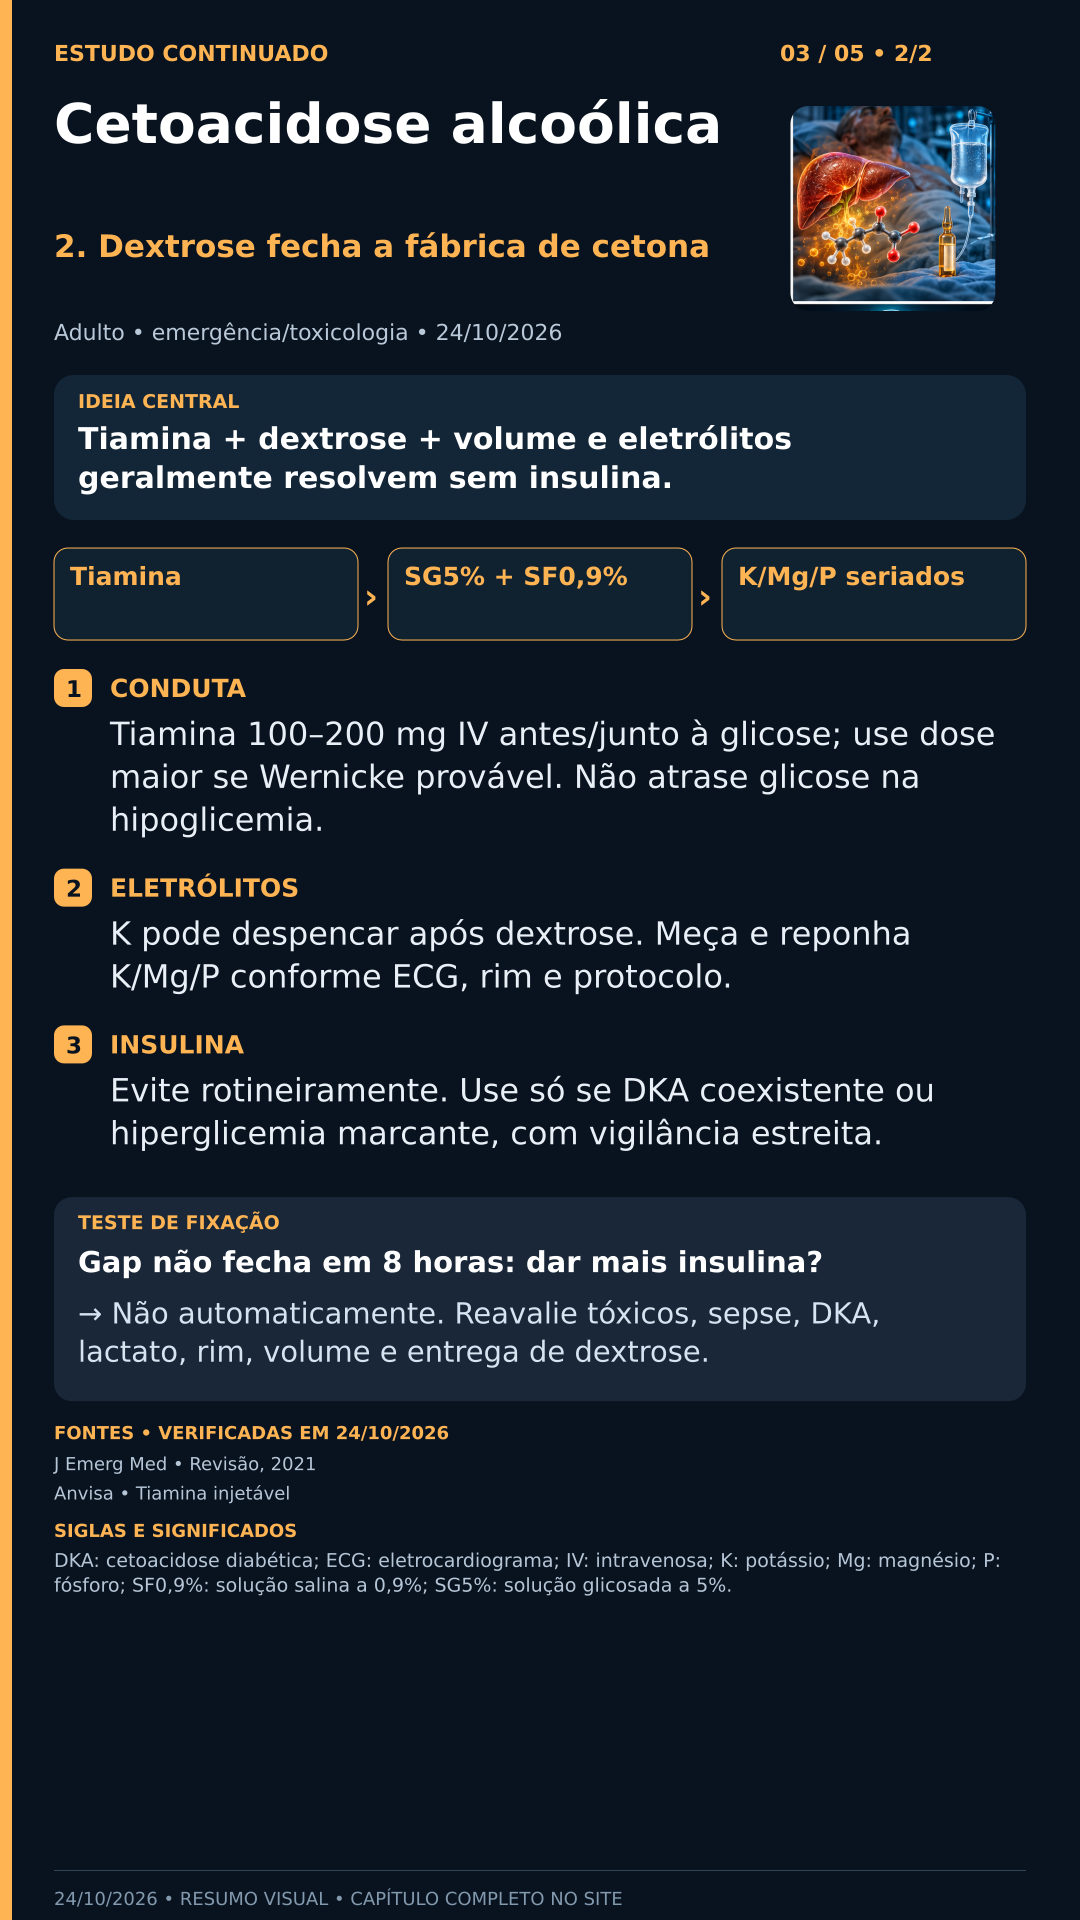 ESTUDO CONTINUADO
03 / 05 • 2/2
Cetoacidose alcoólica
2. Dextrose fecha a fábrica de cetona
Adulto • emergência/toxicologia • 24/10/2026
IDEIA CENTRAL
Tiamina + dextrose + volume e eletrólitos
geralmente resolvem sem insulina.
Tiamina
›
SG5% + SF0,9%
›
K/Mg/P seriados
1 CONDUTA
Tiamina 100–200 mg IV antes/junto à glicose; use dose
maior se Wernicke provável. Não atrase glicose na
hipoglicemia.
2 ELETRÓLITOS
K pode despencar após dextrose. Meça e reponha
K/Mg/P conforme ECG, rim e protocolo.
3 INSULINA
Evite rotineiramente. Use só se DKA coexistente ou
hiperglicemia marcante, com vigilância estreita.
TESTE DE FIXAÇÃO
Gap não fecha em 8 horas: dar mais insulina?
→ Não automaticamente. Reavalie tóxicos, sepse, DKA,
lactato, rim, volume e entrega de dextrose.
FONTES • VERIFICADAS EM 24/10/2026
J Emerg Med • Revisão, 2021
Anvisa • Tiamina injetável
SIGLAS E SIGNIFICADOS
DKA: cetoacidose diabética; ECG: eletrocardiograma; IV: intravenosa; K: potássio; Mg: magnésio; P:
fósforo; SF0,9%: solução salina a 0,9%; SG5%: solução glicosada a 5%.
24/10/2026 • RESUMO VISUAL • CAPÍTULO COMPLETO NO SITE